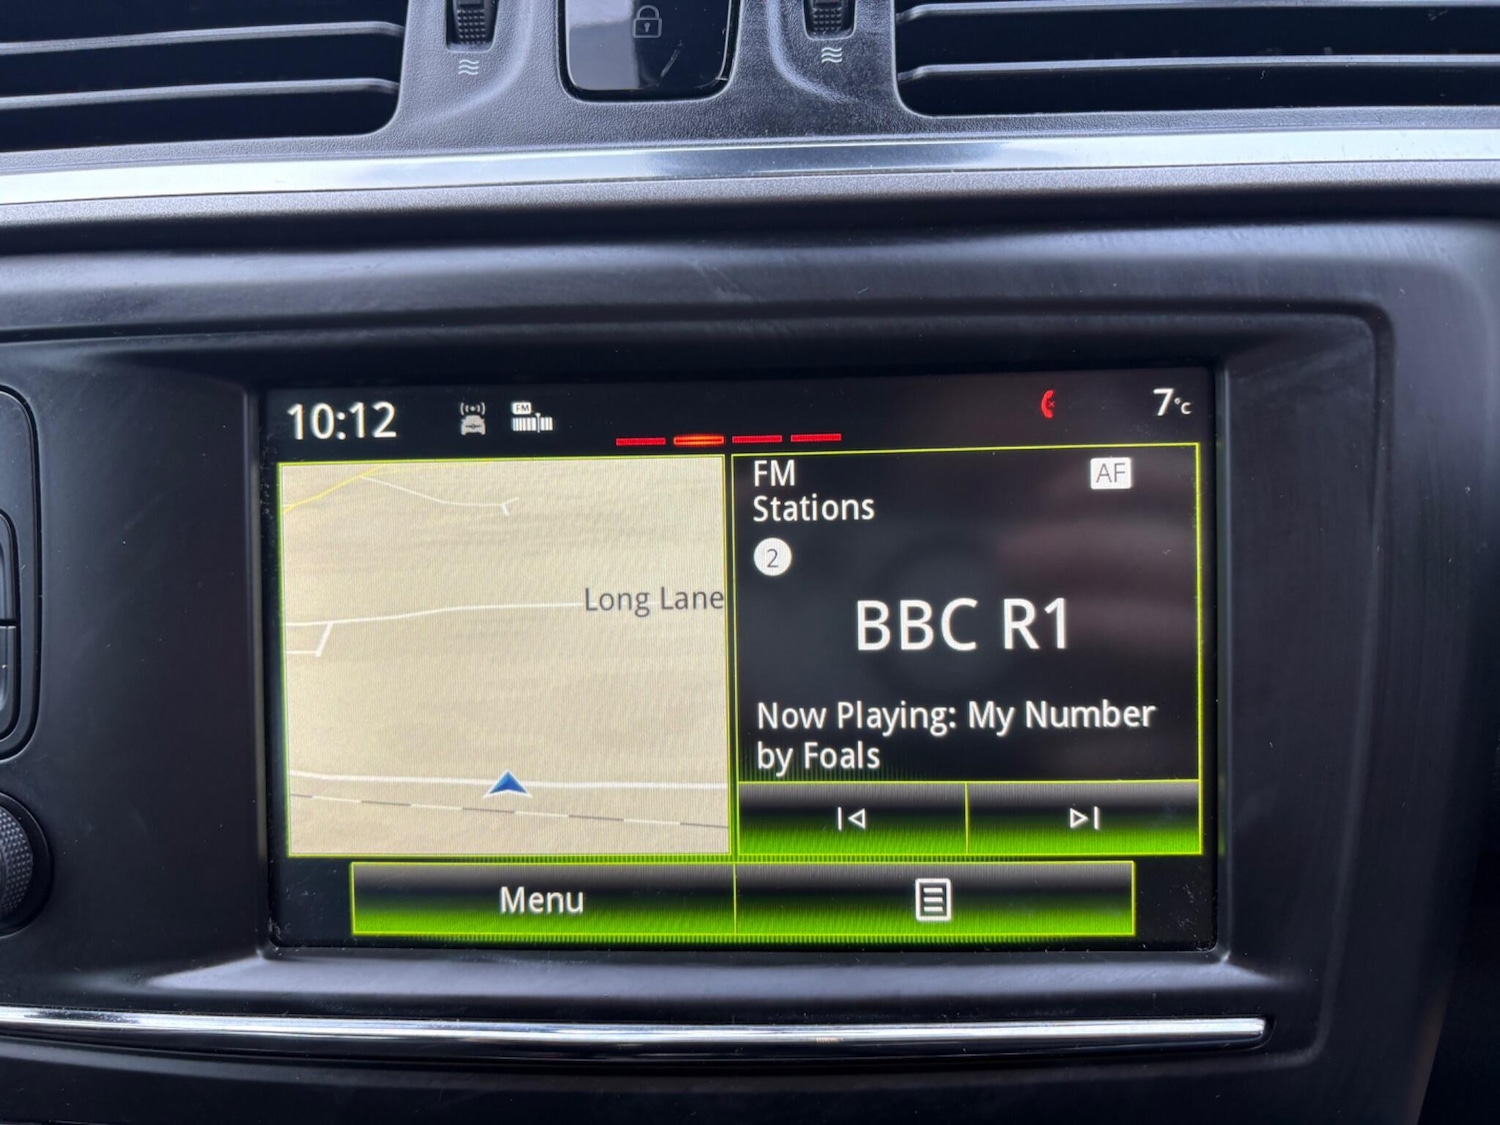 10:12
FM
7°C
FM
Stations
AF
2
Long Lane
BBC R1
Now Playing: My Number
by Foals
Menu